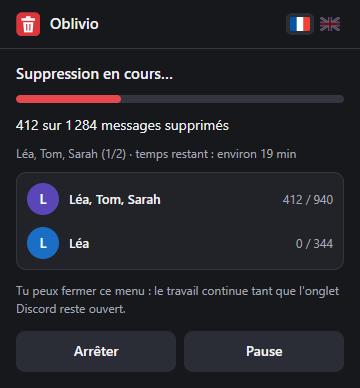 Oblivio
Suppression en cours...
412 sur 1 284 messages supprimés
Léa, Tom, Sarah (1/2) · temps restant : environ 19 min
L Léa, Tom, Sarah 412 / 940
L Léa 0 / 344
Tu peux fermer ce menu : le travail continue tant que l'onglet
Discord reste ouvert.
Arrêter Pause